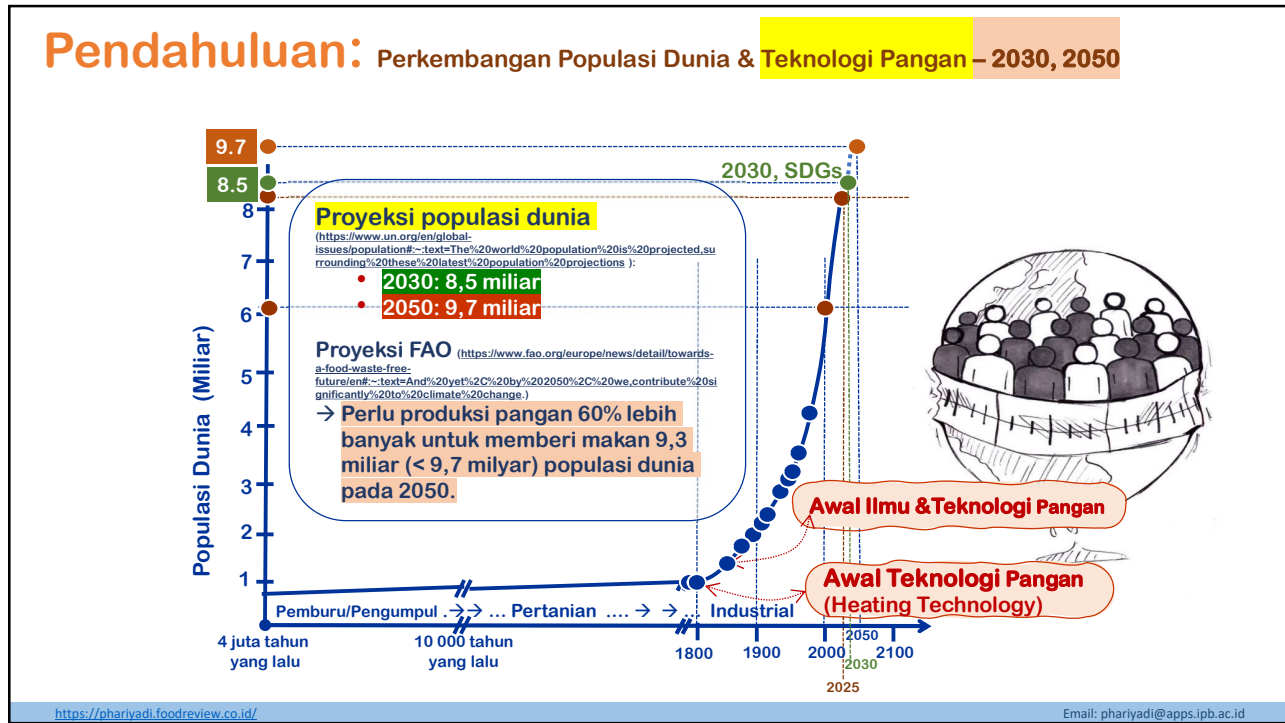 Pendahuluan: Perkembangan Populasi Dunia & Teknologi Pangan – 2030, 2050
9.7
8.5
2030, SDGs
8
7
6
5
4
3
2
1
Populasi Dunia (Miliar)
Proyeksi populasi dunia
(https://www.un.org/en/global-
issues/population#:~:text=The%20world%20population%20is%20projected,su
rrounding%20these%20latest%20population%20projections ):
• 2030: 8,5 miliar
• 2050: 9,7 miliar
Proyeksi FAO (https://www.fao.org/europe/news/detail/towards-
a-food-waste-free-
future/en#:~:text=And%20yet%2C%20by%202050%2C%20we,contribute%20si
gnificantly%20to%20climate%20change.)
→ Perlu produksi pangan 60% lebih
banyak untuk memberi makan 9,3
miliar (< 9,7 milyar) populasi dunia
pada 2050.
Awal Ilmu &Teknologi Pangan
Awal Teknologi Pangan
(Heating Technology)
Pemburu/Pengumpul .→→ ... Pertanian .... → → ... Industrial
4 juta tahun
yang lalu
10 000 tahun
yang lalu
1800
1900
2000
2050
2100
2030
2025
https://phariyadi.foodreview.co.id/
Email: phariyadi@apps.ipb.ac.id